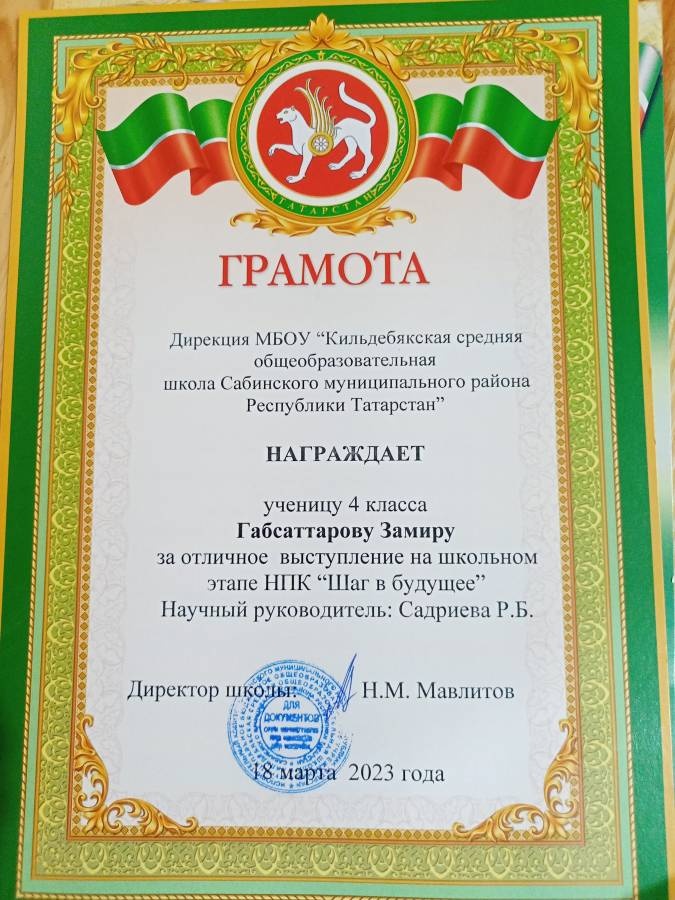 ТАТАРСТАН
ГРАМОТА
Дирекция МБОУ “Кильдебякская средняя
общеобразовательная
школа Сабинского муниципального района
Республики Татарстан”
НАГРАЖДАЕТ
ученицу 4 класса
Габсаттарову Замиру
за отличное выступление на школьном
этапе НПК “Шаг в будущее”
Научный руководитель: Садриева Р.Б.
Директор школы: Н.М. Мавлитов
ДЛЯ
ДОКУМЕНТОВ
18 марта 2023 года